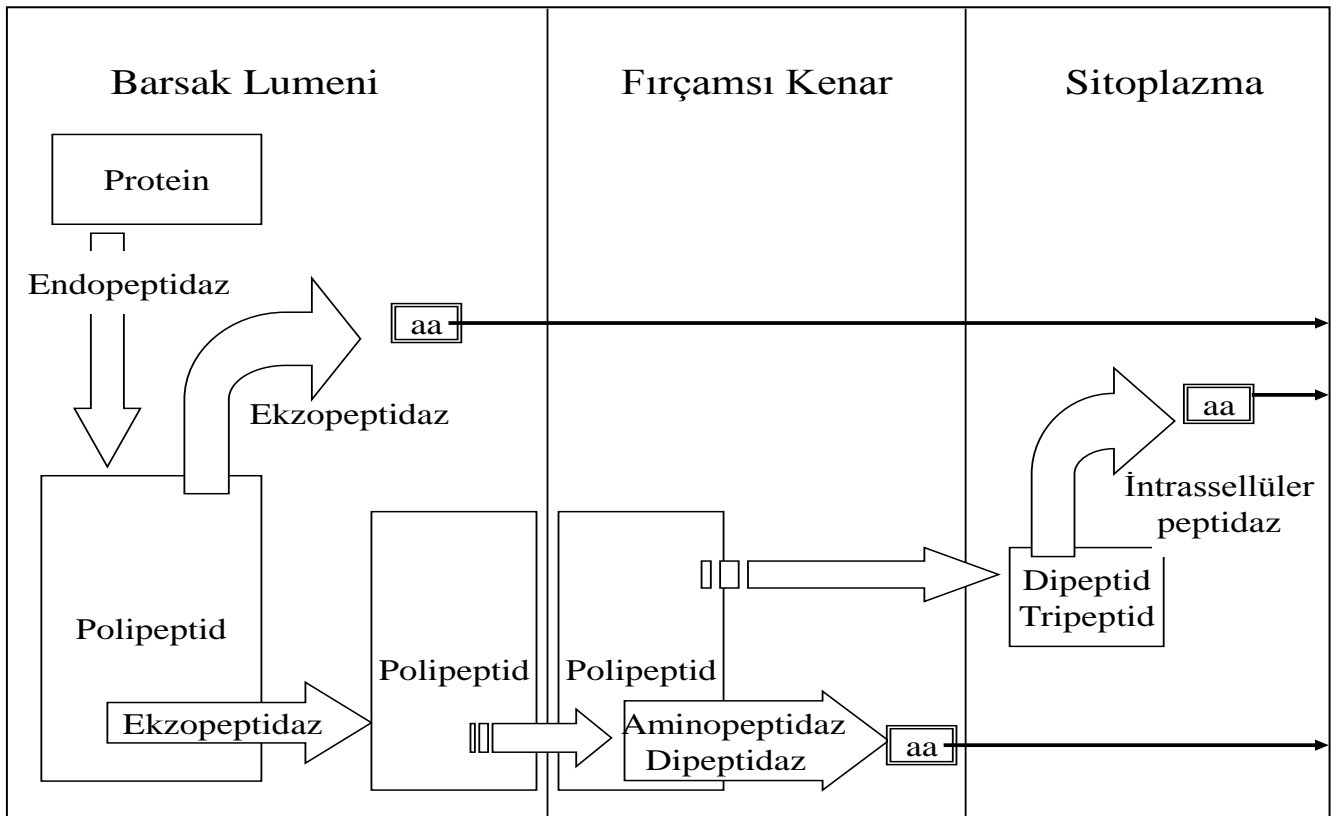 Barsak Lumeni
Fırçamsı Kenar
Sitoplazma
Protein
Endopeptidaz
aa
Ekzopeptidaz
aa
İntrassellüler
peptidaz
Dipeptid
Tripeptid
Polipeptid
Polipeptid
Polipeptid
Ekzopeptidaz
Aminopeptidaz
Dipeptidaz
aa